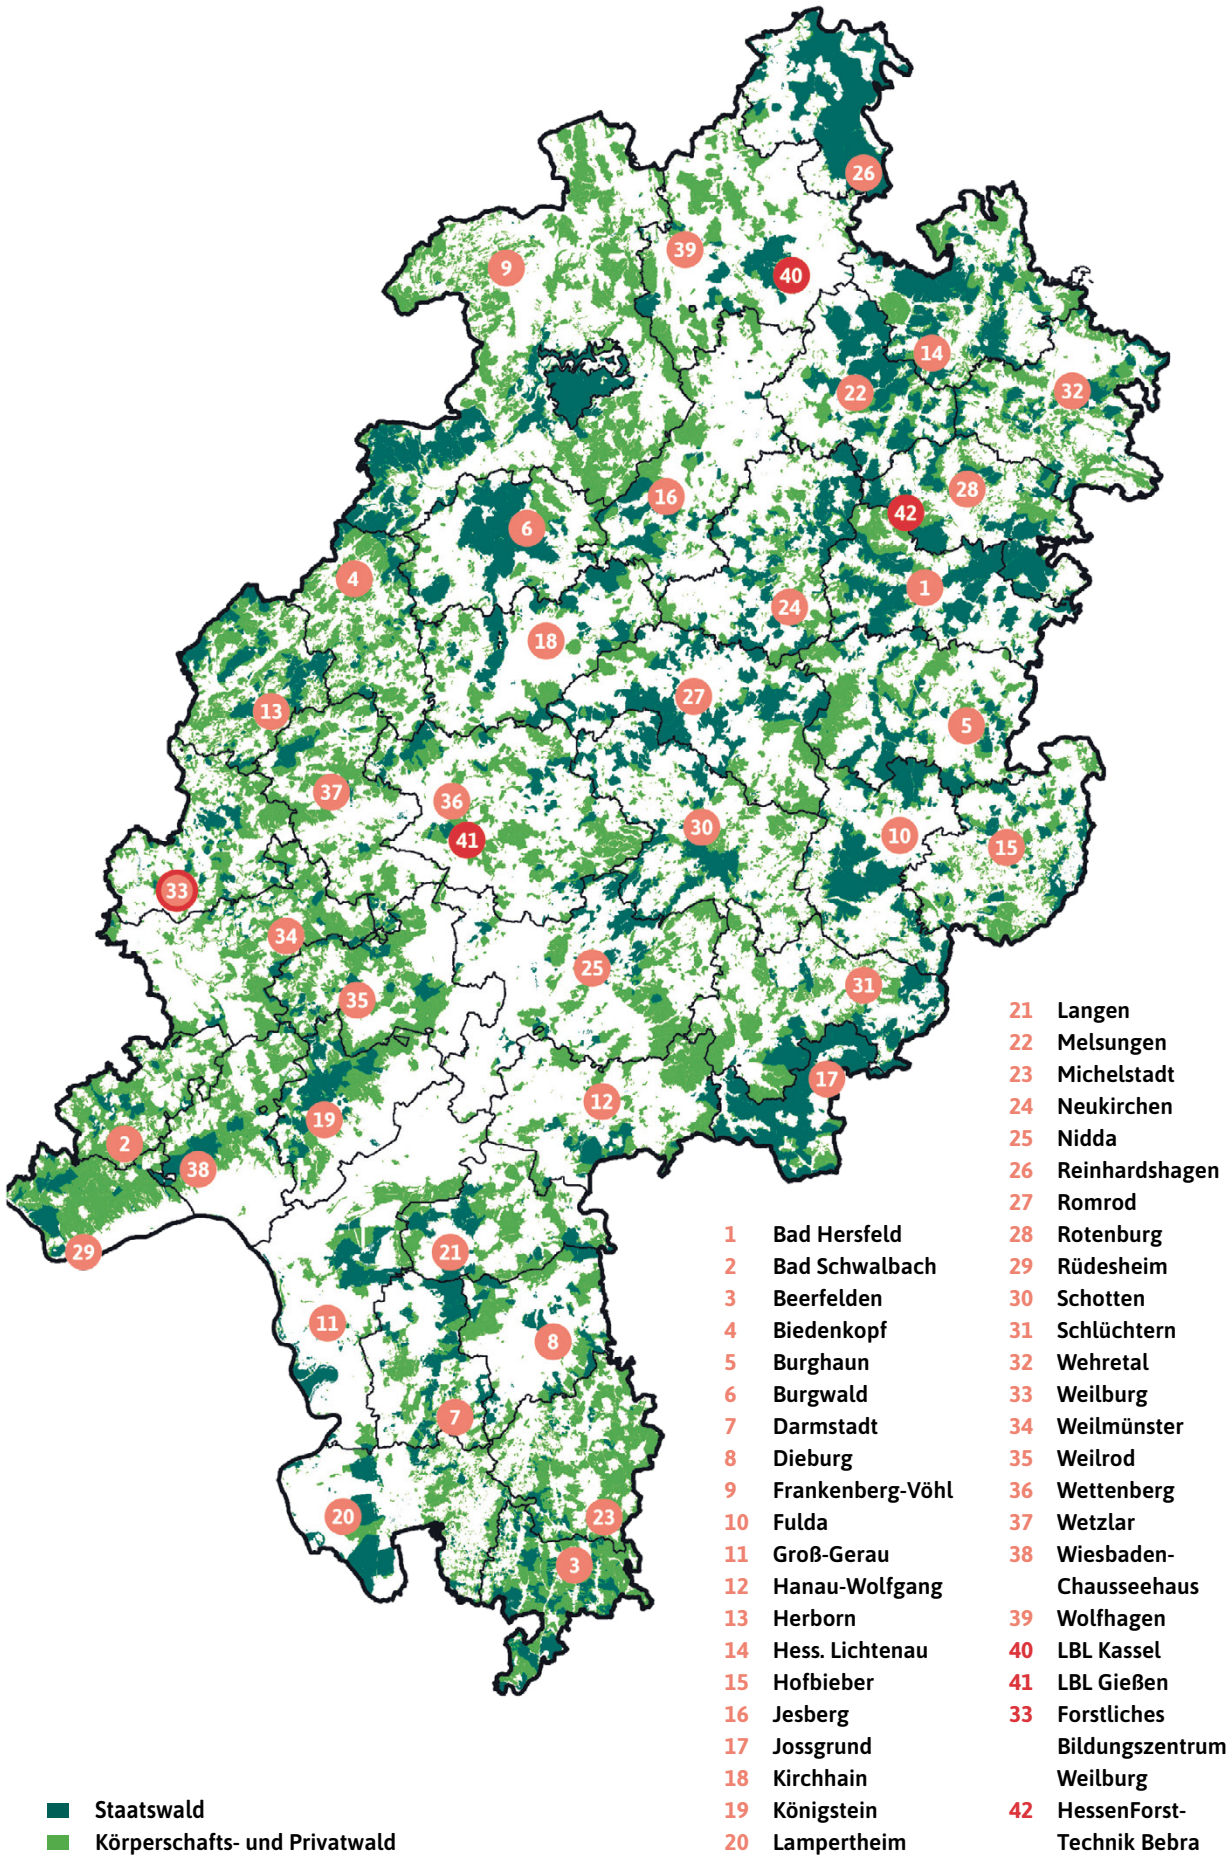 26
39
9
40
14
22
32
16
28
42
6
4
1
24
18
27
13
5
37
36
30
10
41
15
33
34
25
31
35
17
12
19
2
38
29
21
11
8
7
20
23
3
1 Bad Hersfeld
2 Bad Schwalbach
3 Beerfelden
4 Biedenkopf
5 Burghaun
6 Burgwald
7 Darmstadt
8 Dieburg
9 Frankenberg-Vöhl
10 Fulda
11 Groß-Gerau
12 Hanau-Wolfgang
13 Herborn
14 Hess. Lichtenau
15 Hofbieber
16 Jesberg
17 Jossgrund
18 Kirchhain
19 Königstein
20 Lampertheim
21 Langen
22 Melsungen
23 Michelstadt
24 Neukirchen
25 Nidda
26 Reinhardshagen
27 Romrod
28 Rotenburg
29 Rüdesheim
30 Schotten
31 Schlüchtern
32 Wehretal
33 Weilburg
34 Weilmünster
35 Weilrod
36 Wettenberg
37 Wetzlar
38 Wiesbaden-
Chausseehaus
39 Wolfhagen
40 LBL Kassel
41 LBL Gießen
33 Forstliches
Bildungszentrum
Weilburg
42 HessenForst-
Technik Bebra
Staatswald
Körperschafts- und Privatwald